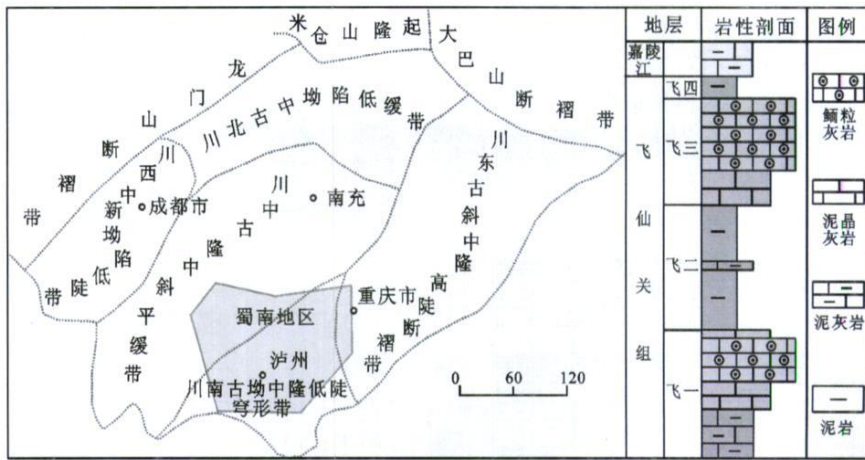 米仓山隆起
大巴山断褶带
龙门山断褶带
川北古中坳陷低缓带
川西中新坳陷低陡带
成都市
川中古隆中斜平缓带
南充
川东古斜中隆高陡断褶带
重庆市
蜀南地区
泸州
川南古坳中隆低陡
穹形带
0 60 120
地层 岩性剖面 图例
嘉陵江
飞仙关组
飞四
飞三
飞二
飞一
鲕粒
灰岩
泥晶
灰岩
泥灰岩
泥岩